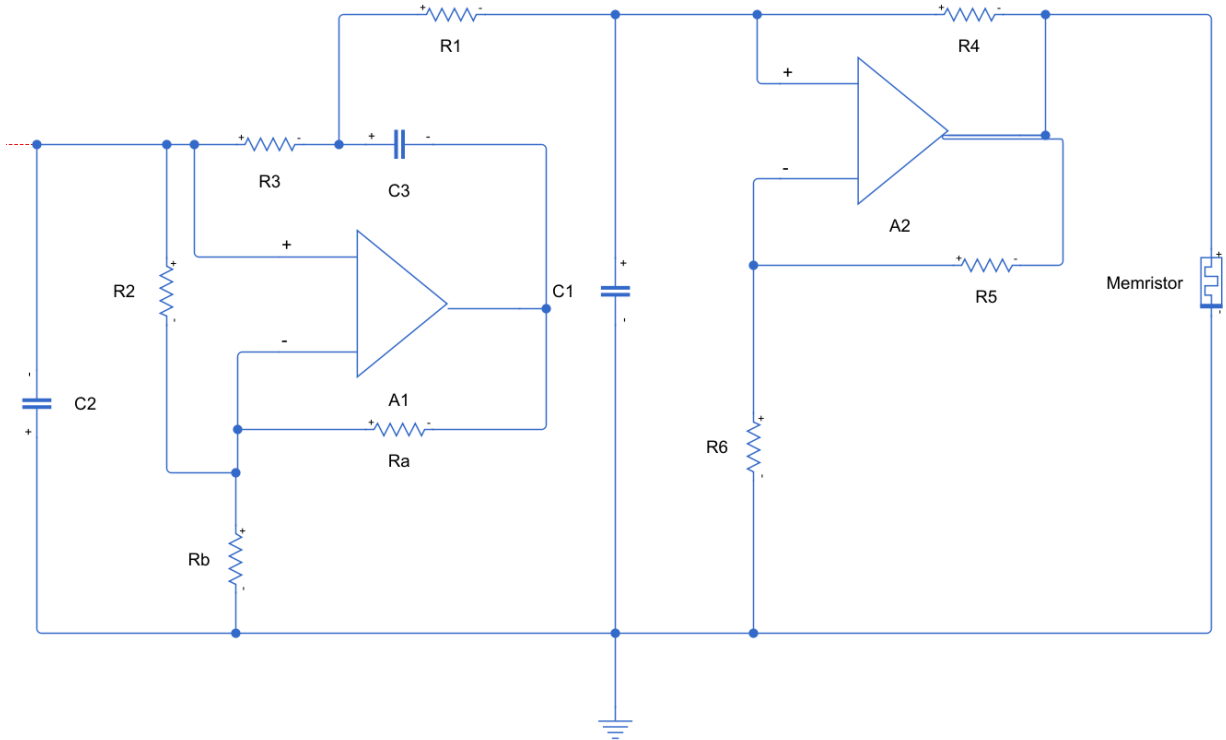 + - + -
R1 R4
+
+ - + -
R3 C3
-
A2
+
+
R2
-
+ -
R5
+
Memristor
-
+
C1
-
-
A1
-
C2
+
+ -
Ra
+
R6
-
+
Rb
-